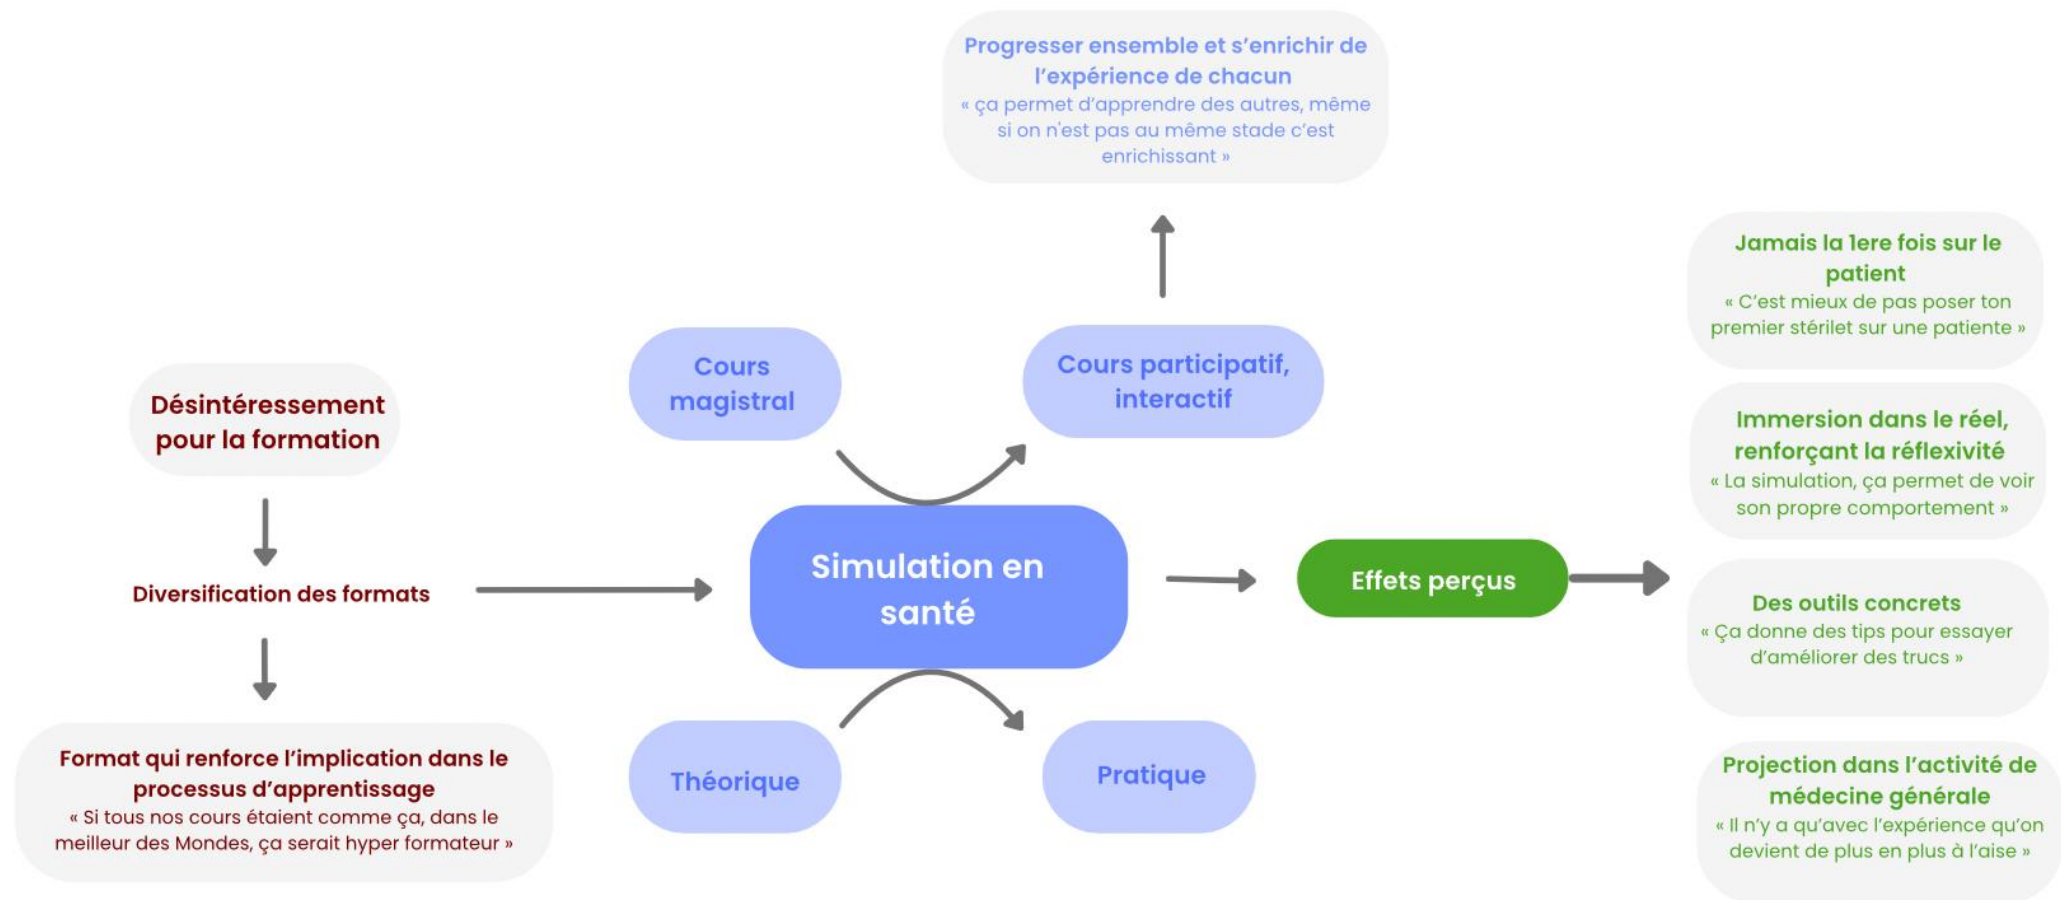 Progresser ensemble et s’enrichir de
l’expérience de chacun
« ça permet d’apprendre des autres, même
si on n'est pas au même stade c’est
enrichissant »
Désintéressement
pour la formation
Diversification des formats
Format qui renforce l’implication dans le
processus d’apprentissage
« Si tous nos cours étaient comme ça, dans le
meilleur des Mondes, ça serait hyper formateur »
Cours
magistral
Cours participatif,
interactif
Simulation en
santé
Théorique
Pratique
Effets perçus
Jamais la 1ere fois sur le
patient
« C’est mieux de pas poser ton
premier stérilet sur une patiente »
Immersion dans le réel,
renforçant la réflexivité
« La simulation, ça permet de voir
son propre comportement »
Des outils concrets
« Ça donne des tips pour essayer
d’améliorer des trucs »
Projection dans l’activité de
médecine générale
« Il n’y a qu’avec l’expérience qu’on
devient de plus en plus à l’aise »